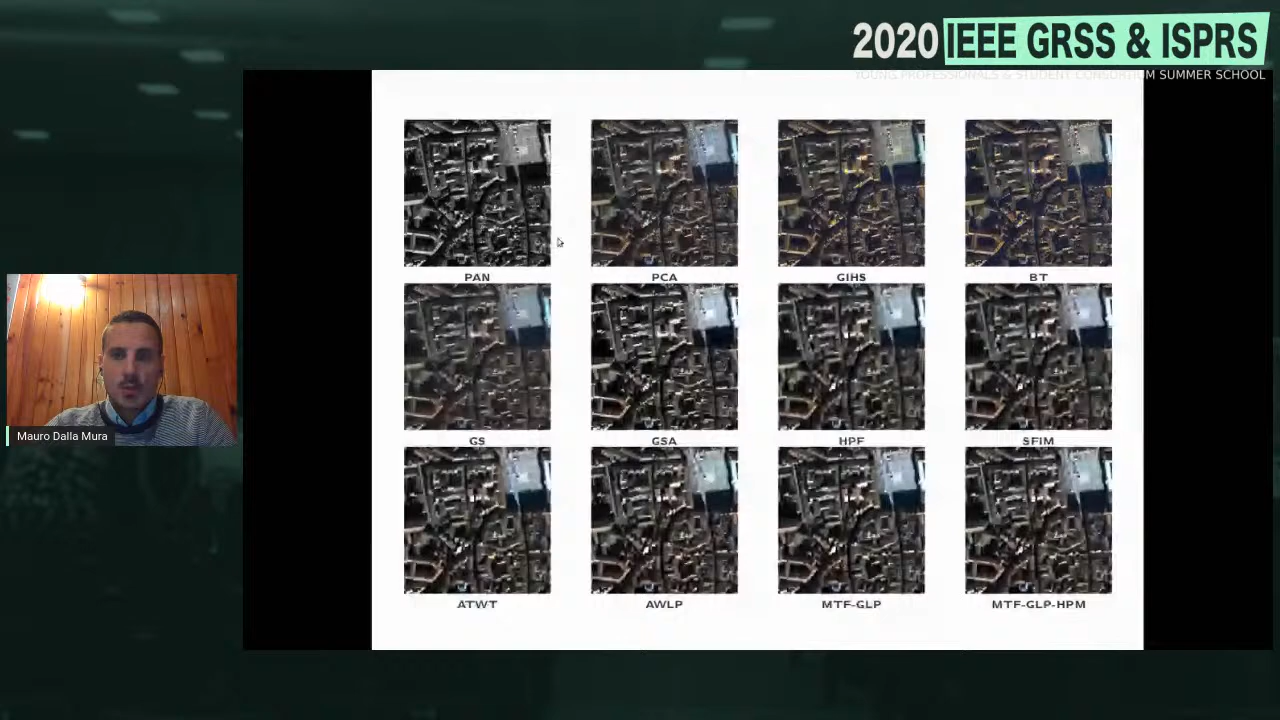 2020 IEEE GRSS & ISPRS
YOUNG PROFESSIONALS & STUDENT CONSORTIUM SUMMER SCHOOL
PAN PCA GIHS BT
GS GSA HPF SFIM
Mauro Dalla Mura
ATWT AWLP MTF-GLP MTF-GLP-HPM